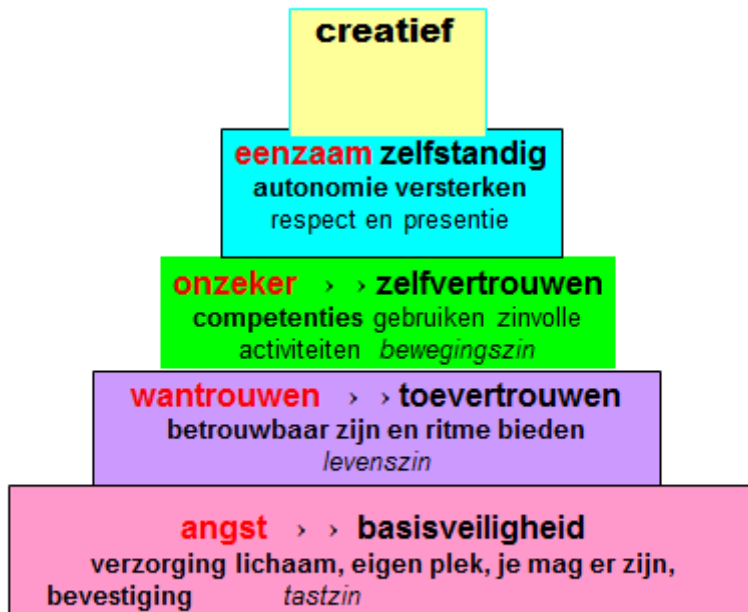 creatief
eenzaam zelfstandig
autonomie versterken
respect en presentie
onzeker › › zelfvertrouwen
competenties gebruiken zinvolle
activiteiten bewegingszin
wantrouwen › › toevertrouwen
betrouwbaar zijn en ritme bieden
levenszin
angst › › basisveiligheid
verzorging lichaam, eigen plek, je mag er zijn,
bevestiging tastzin